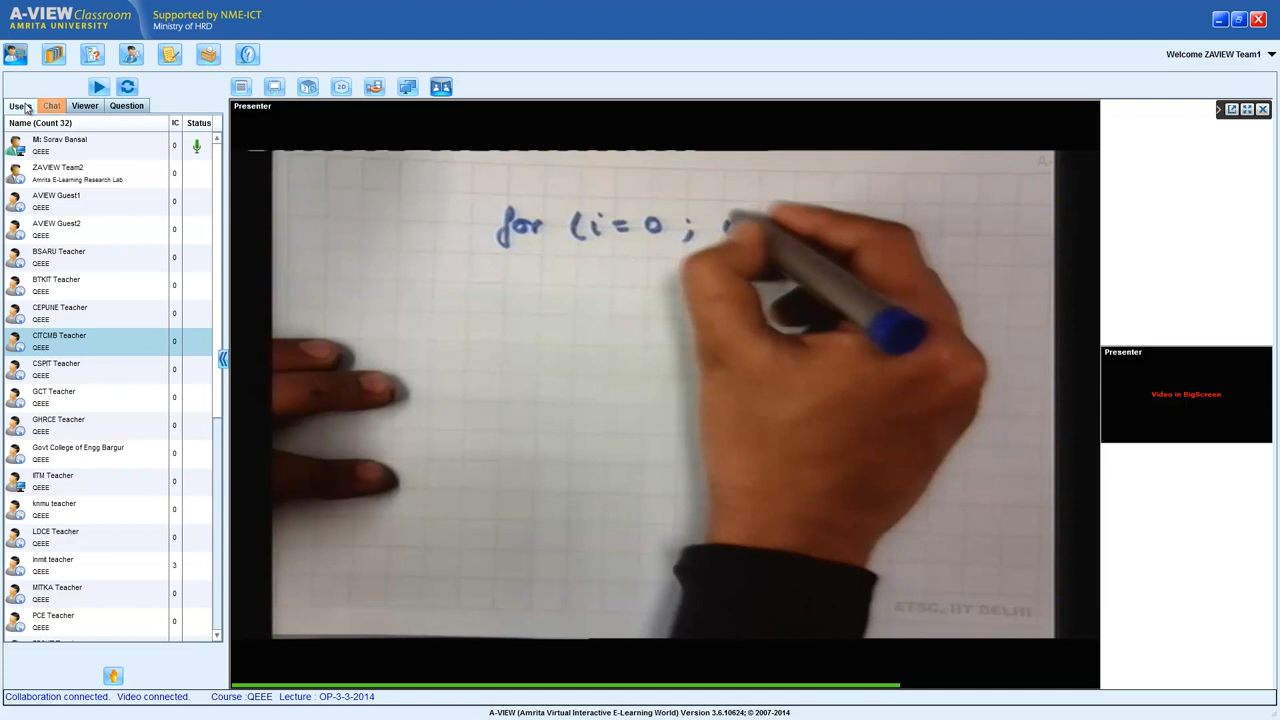 A-VIEW Classroom
AMRITA UNIVERSITY
Supported by NME-ICT
Ministry of HRD
Welcome ZAVIEW Team1
Chat
Viewer
Question
Name (Count 32)
IC
Status
M: Sorav Bansal
QEEE
0
ZAVIEW Team2
Amrita E-Learning Research Lab
0
AVIEW Guest1
QEEE
0
AVIEW Guest2
QEEE
0
BSARU Teacher
QEEE
0
BTKIT Teacher
QEEE
0
CEPUNE Teacher
QEEE
0
CITCMB Teacher
QEEE
0
CSPIT Teacher
QEEE
0
GCT Teacher
QEEE
0
GHRCE Teacher
QEEE
0
Govt College of Engg Bargur
QEEE
0
IITM Teacher
QEEE
0
knmu teacher
QEEE
0
LDCE Teacher
QEEE
0
lnmit teacher
QEEE
3
MITKA Teacher
QEEE
0
PCE Teacher
QEEE
0
2D
Presenter
for (i = 0 ;
ETSC, IIT DELHI
Presenter
Video in BigScreen
Collaboration connected. Video connected. Course :QEEE Lecture : OP-3-3-2014
A-VIEW (Amrita Virtual Interactive E-Learning World) Version 3.6.10624; © 2007-2014